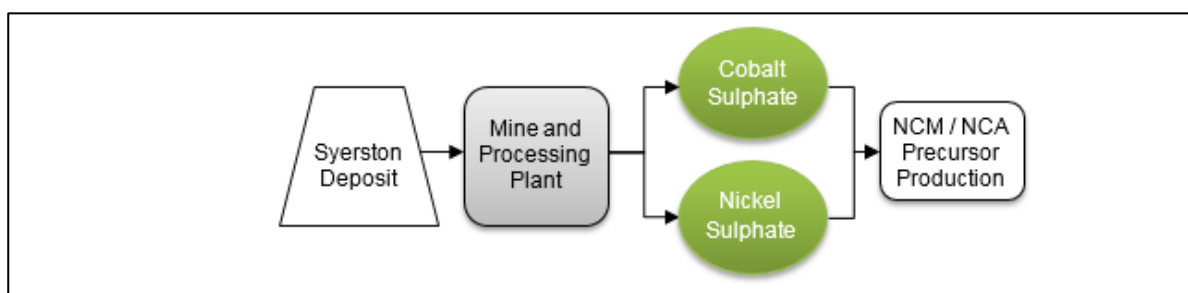 Syerston
Deposit
Mine and
Processing
Plant
Cobalt
Sulphate
Nickel
Sulphate
NCM / NCA
Precursor
Production